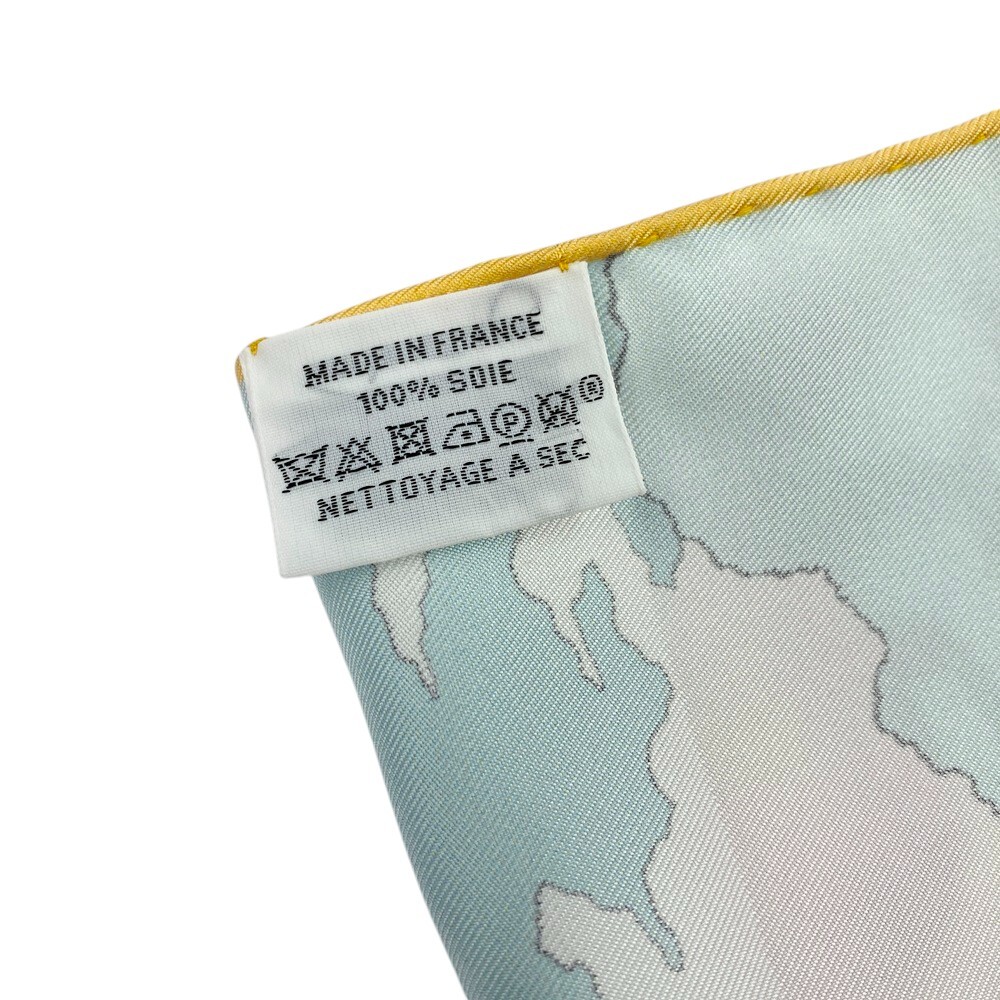 MADE IN FRANCE
100% SOIE
P ®
NETTOYAGE A SEC